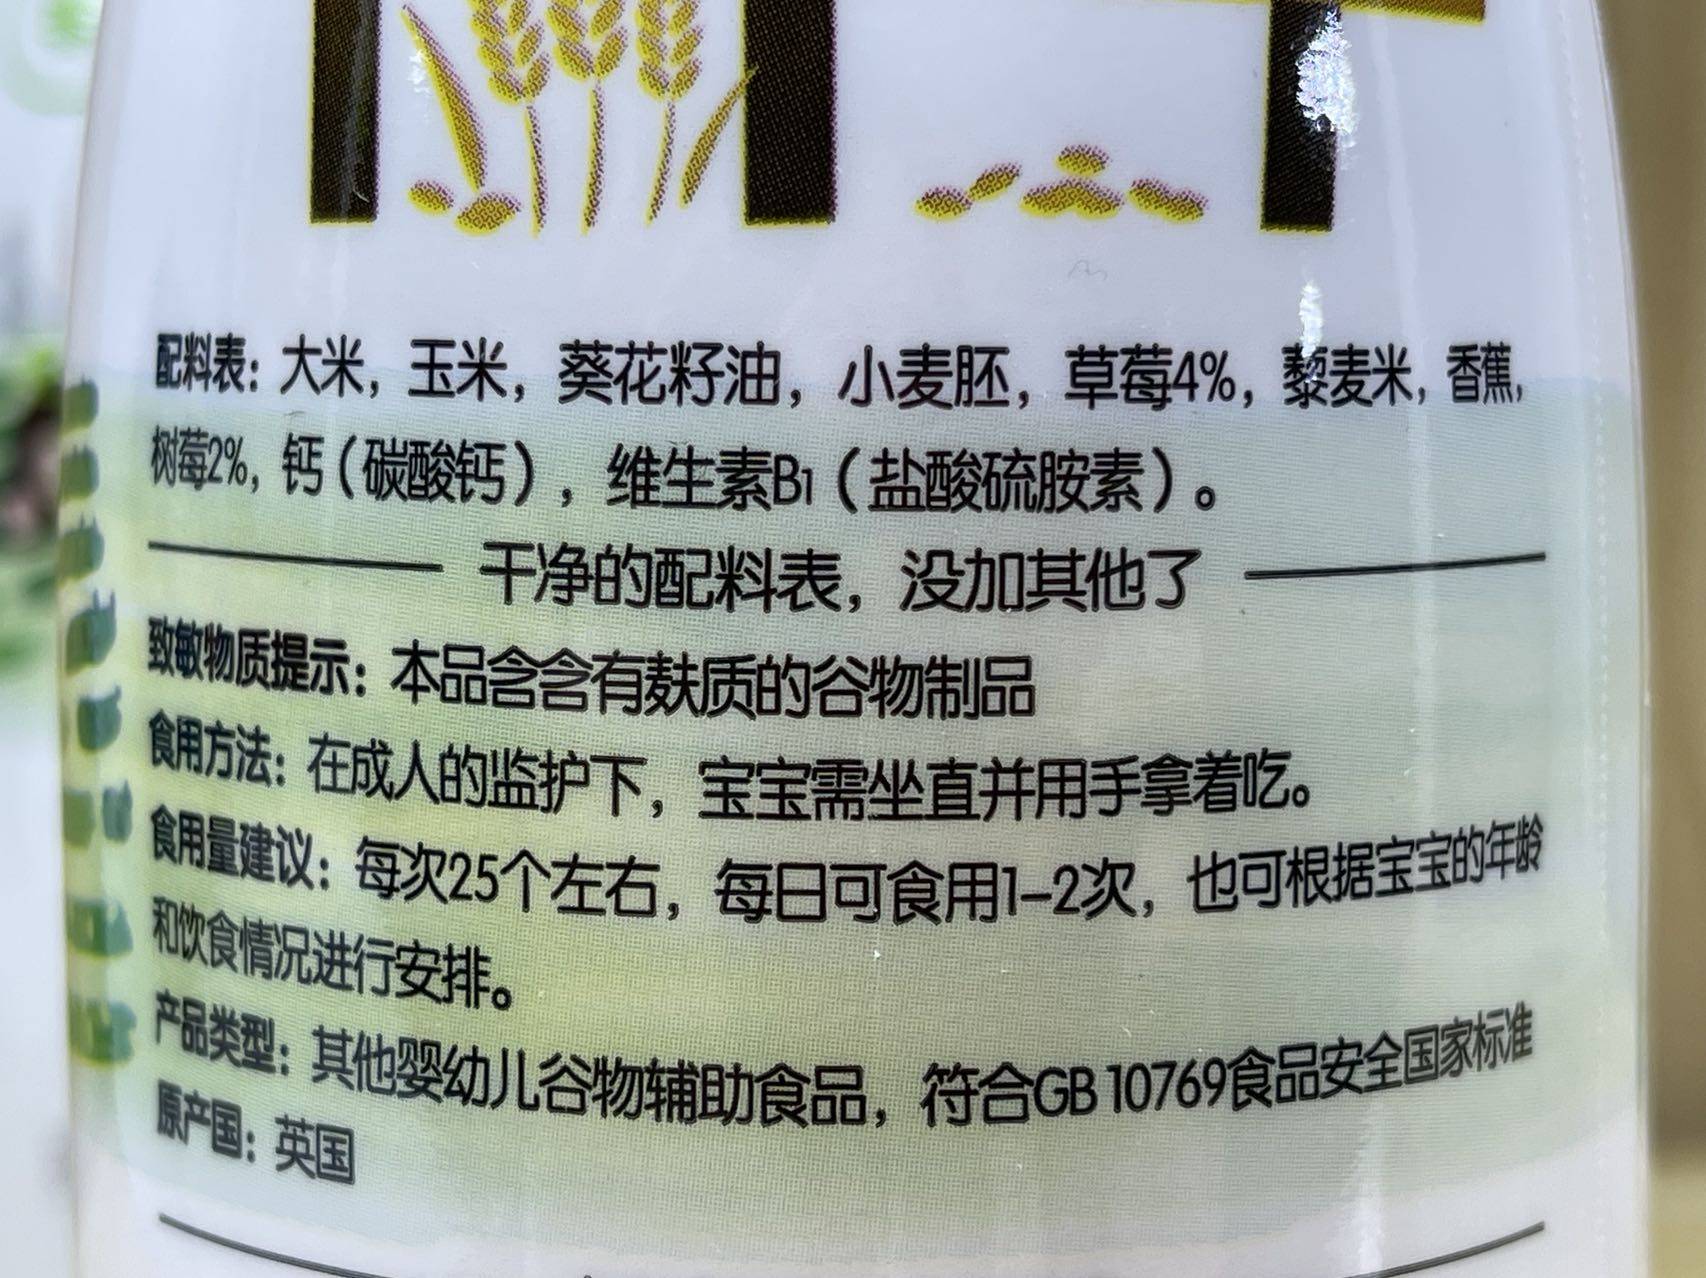 配料表：大米，玉米，葵花籽油，小麦胚，草莓4%，藜麦米，香蕉，
树莓2%，钙（碳酸钙），维生素B1（盐酸硫胺素）。
干净的配料表，没加其他了
致敏物质提示：本品含含有麸质的谷物制品
食用方法：在成人的监护下，宝宝需坐直并用手拿着吃。
食用量建议：每次25个左右，每日可食用1-2次，也可根据宝宝的年龄
和饮食情况进行安排。
产品类型：其他婴幼儿谷物辅助食品，符合GB 10769食品安全国家标准
原产国：英国